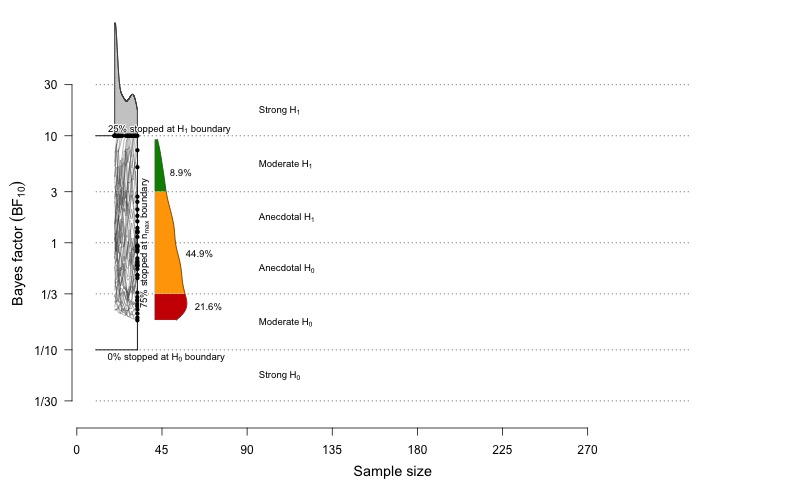 30
Strong H1
25% stopped at H1 boundary
10
Moderate H1
8.9%
3
Anecdotal H1
1
44.9%
Anecdotal H0
1/3
21.6%
Moderate H0
75% stopped at nmax boundary
1/10
0% stopped at H0 boundary
Strong H0
1/30
Bayes factor (BF10)
0 45 90 135 180 225 270
Sample size